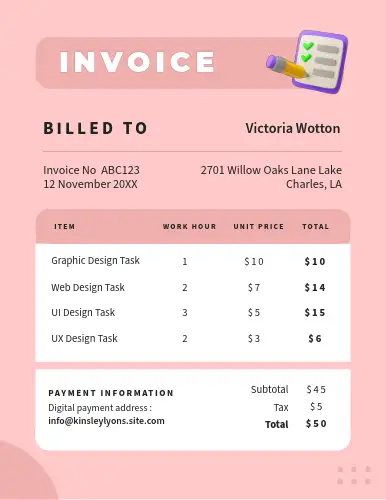 INVOICE
BILLED TO
Victoria Wotton
Invoice No ABC123
12 November 20XX
2701 Willow Oaks Lane Lake
Charles, LA
ITEM WORK HOUR UNIT PRICE TOTAL
Graphic Design Task 1 $10 $10
Web Design Task 2 $7 $14
UI Design Task 3 $5 $15
UX Design Task 2 $3 $6
PAYMENT INFORMATION
Digital payment address :
info@kinsleylyons.site.com
Subtotal $45
Tax $5
Total $50